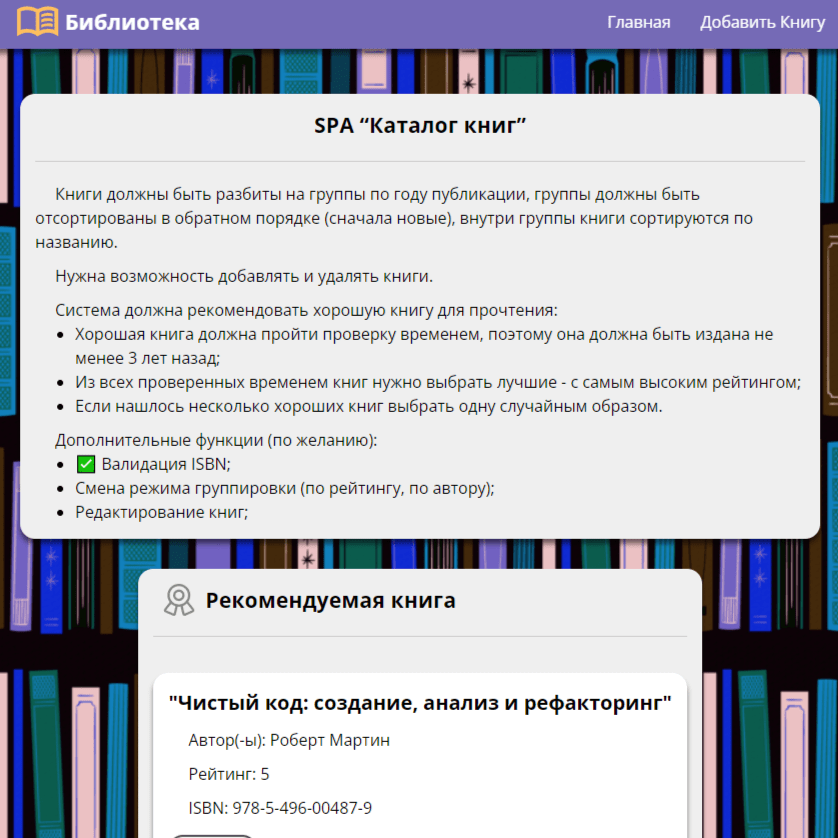 Библиотека
Главная
Добавить Книгу
SPA “Каталог книг”
Книги должны быть разбиты на группы по году публикации, группы должны быть
отсортированы в обратном порядке (сначала новые), внутри группы книги сортируются по
названию.
Нужна возможность добавлять и удалять книги.
Система должна рекомендовать хорошую книгу для прочтения:
Хорошая книга должна пройти проверку временем, поэтому она должна быть издана не
менее 3 лет назад;
Из всех проверенных временем книг нужно выбрать лучшие - с самым высоким рейтингом;
Если нашлось несколько хороших книг выбрать одну случайным образом.
Дополнительные функции (по желанию):
✅ Валидация ISBN;
Смена режима группировки (по рейтингу, по автору);
Редактирование книг;
Рекомендуемая книга
"Чистый код: создание, анализ и рефакторинг"
Автор(-ы): Роберт Мартин
Рейтинг: 5
ISBN: 978-5-496-00487-9